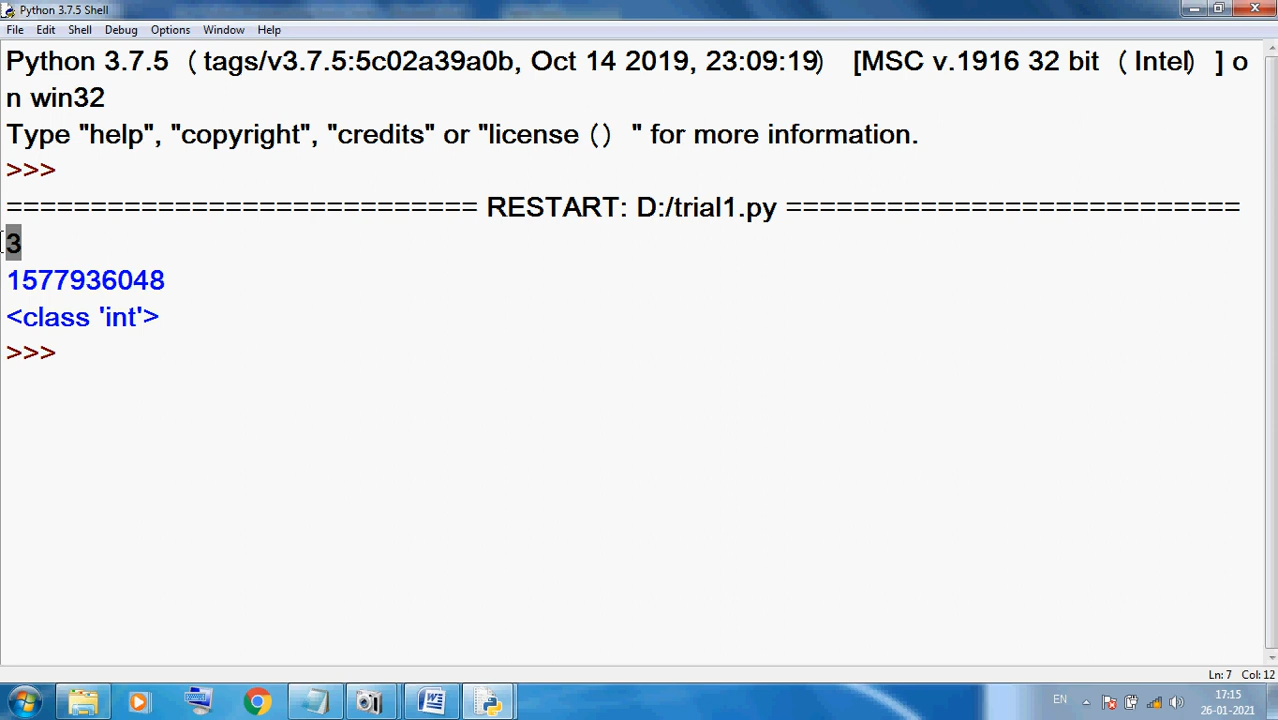 Python 3.7.5 Shell
File Edit Shell Debug Options Window Help
Python 3.7.5 (tags/v3.7.5:5c02a39a0b, Oct 14 2019, 23:09:19) [MSC v.1916 32 bit (Intel)] o
n win32
Type "help", "copyright", "credits" or "license ()" for more information.
>>>
============================ RESTART: D:/trial1.py ===========================
3
1577936048
<class 'int'>
>>>
Ln: 7 Col: 12
EN
17:15
26-01-2021